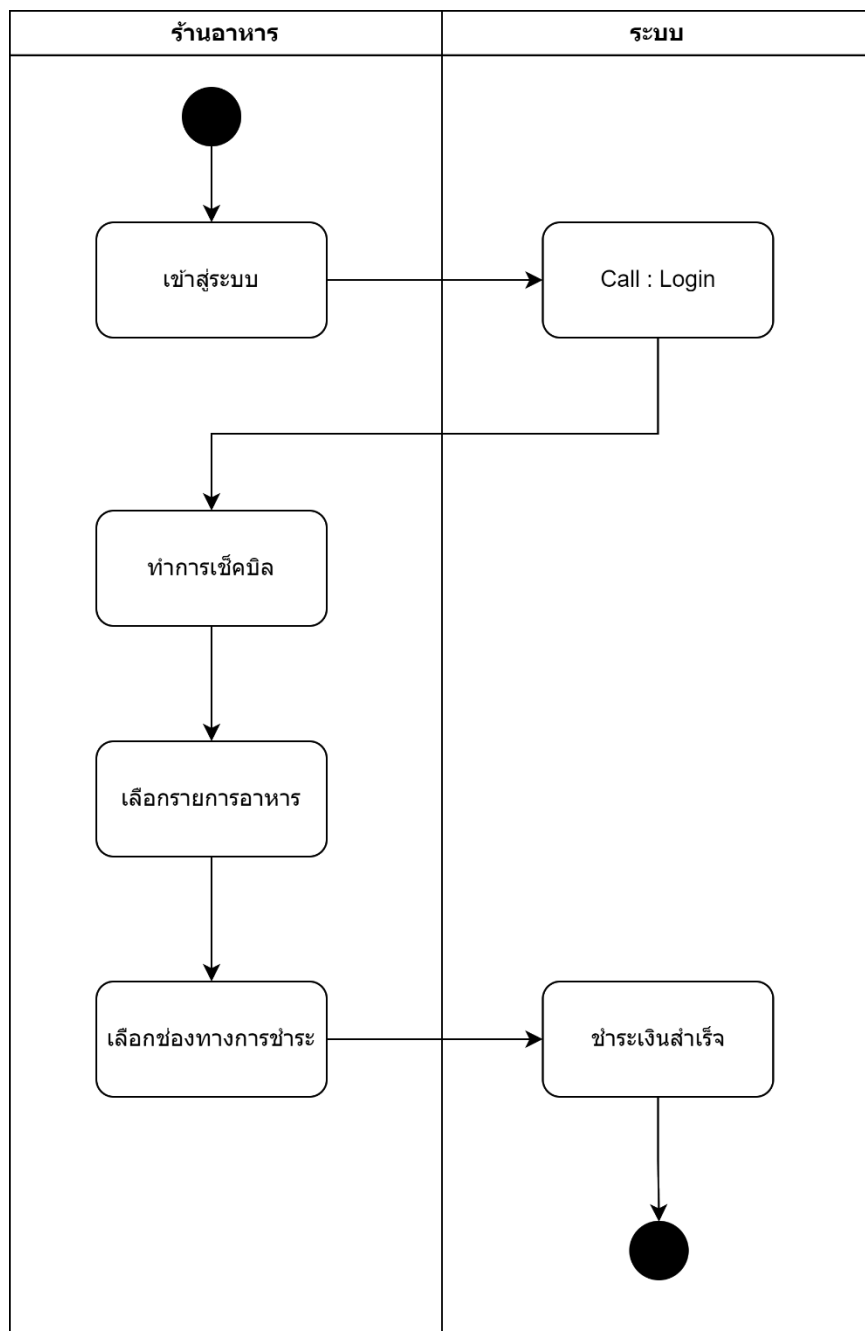 ร้านอาหาร
ระบบ
เข้าสู่ระบบ
Call : Login
ทำการเช็คบิล
เลือกรายการอาหาร
เลือกช่องทางการชำระ
ชำระเงินสำเร็จ